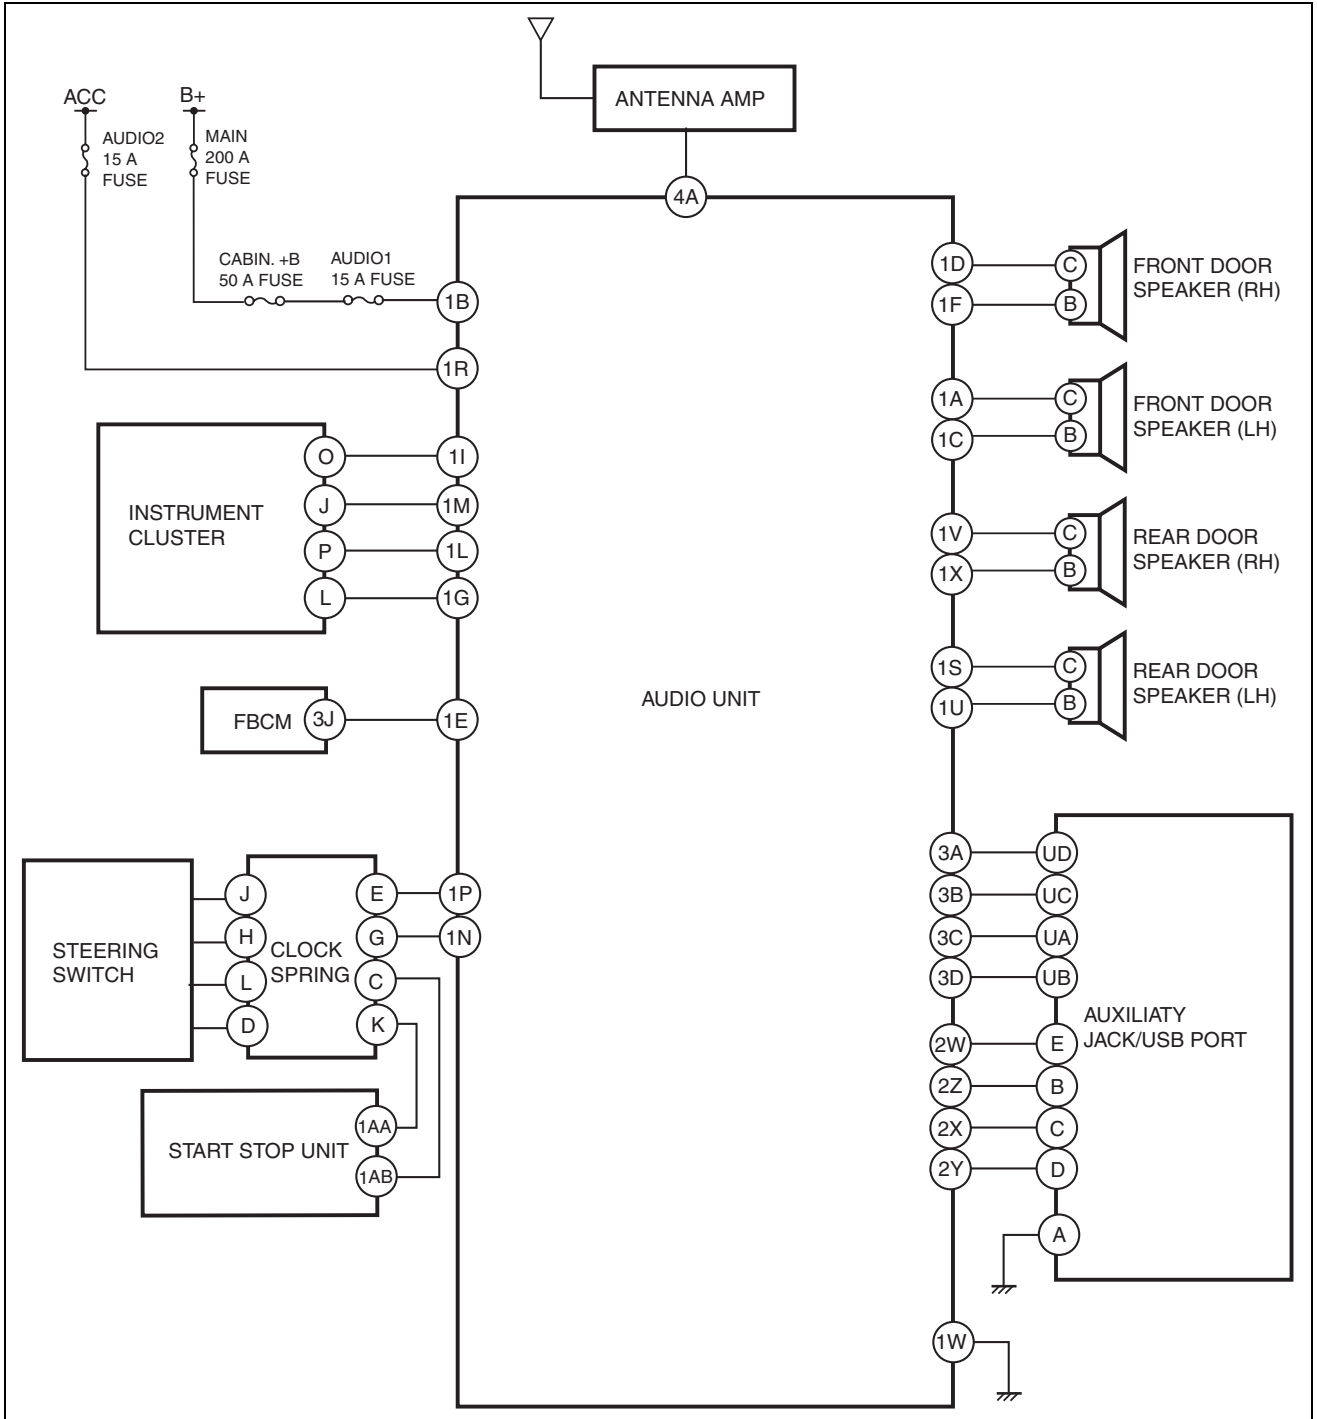 ANTENNA AMP
4A
ACC
B+
AUDIO2
15 A
FUSE
MAIN
200 A
FUSE
CABIN. +B
50 A FUSE
AUDIO1
15 A FUSE
1B
1R
INSTRUMENT
CLUSTER
O
1I
J
1M
P
1L
L
1G
FBCM
3J
1E
STEERING
SWITCH
J
H
L
D
CLOCK
SPRING
E
G
C
K
1P
1N
START STOP UNIT
1AA
1AB
AUDIO UNIT
1D
C
1F
B
FRONT DOOR
SPEAKER (RH)
1A
C
1C
B
FRONT DOOR
SPEAKER (LH)
1V
C
1X
B
REAR DOOR
SPEAKER (RH)
1S
C
1U
B
REAR DOOR
SPEAKER (LH)
3A
UD
3B
UC
3C
UA
3D
UB
2W
E
2Z
B
2X
C
2Y
D
A
AUXILIATY
JACK/USB PORT
1W